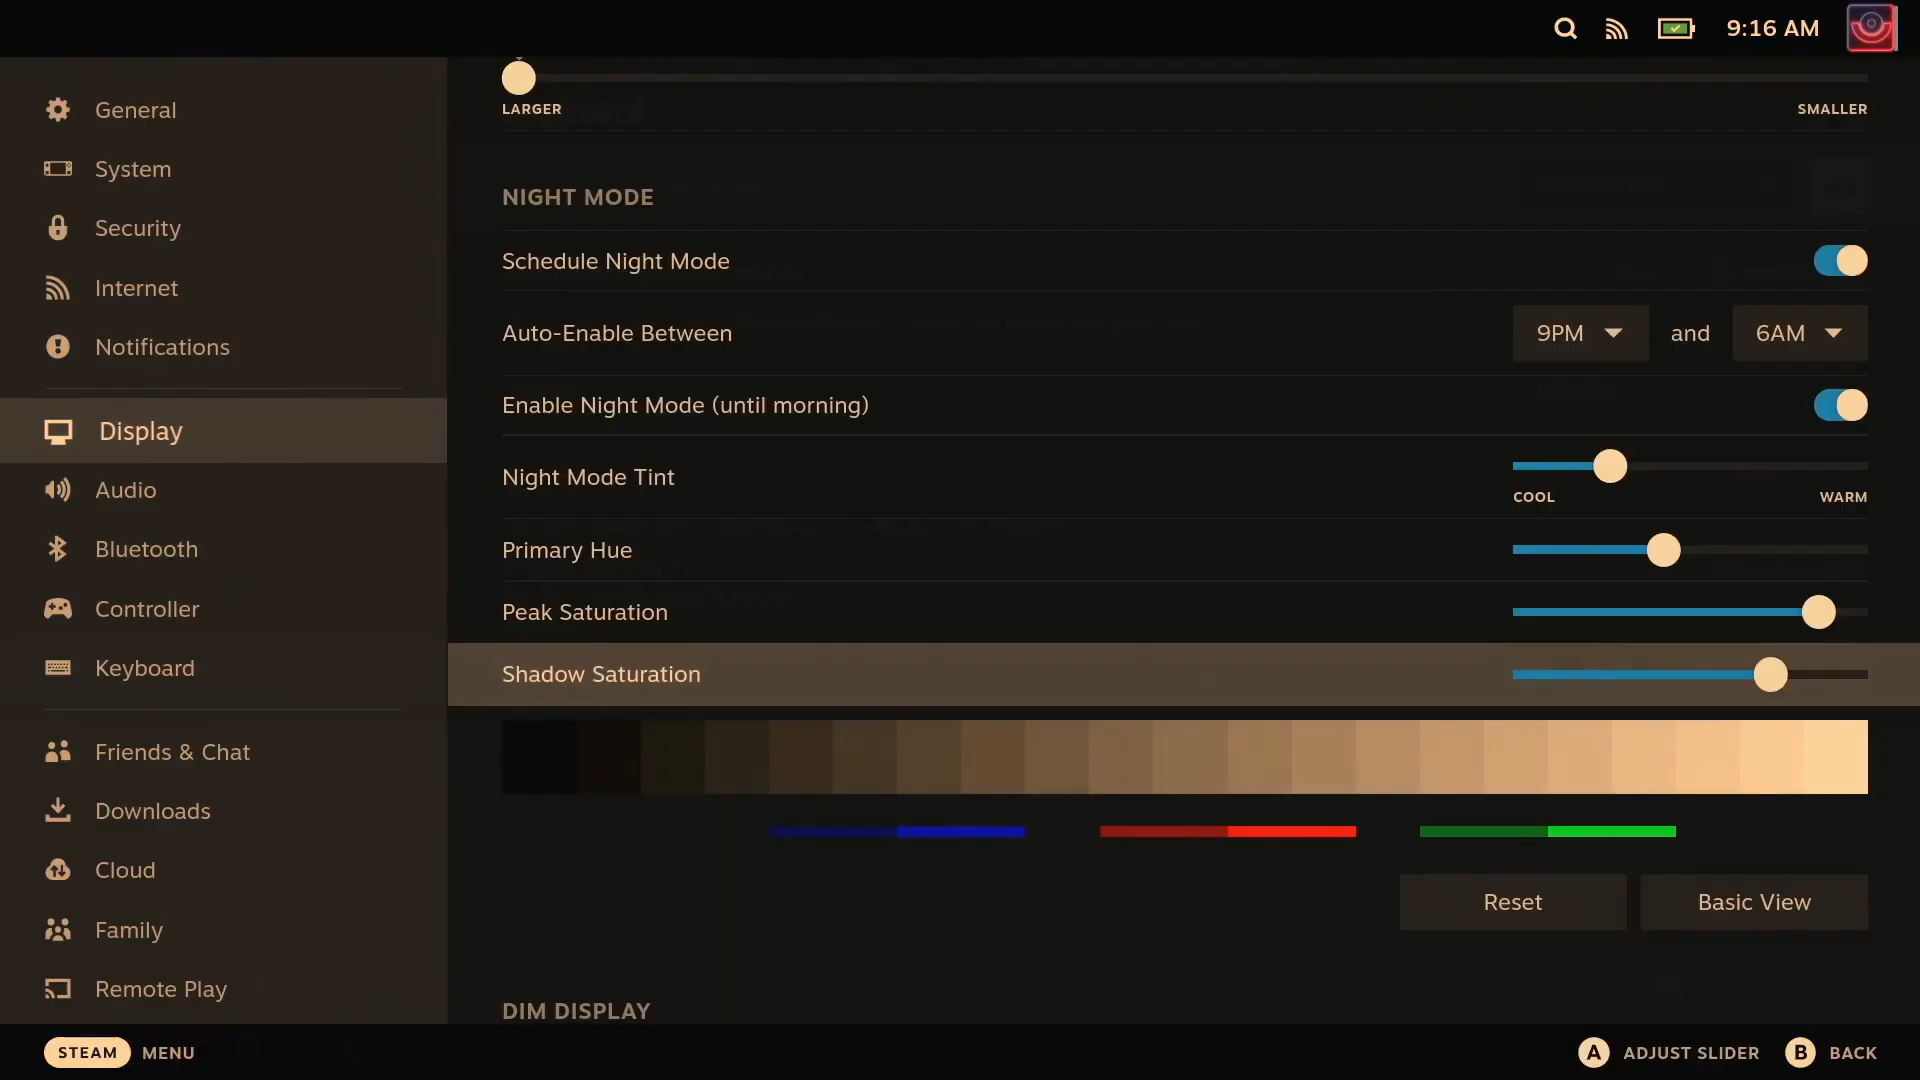 9:16 AM
General
System
Security
Internet
Notifications
Display
Audio
Bluetooth
Controller
Keyboard
Friends & Chat
Downloads
Cloud
Family
Remote Play
LARGER
SMALLER
NIGHT MODE
Schedule Night Mode
Auto-Enable Between
9PM and 6AM
Enable Night Mode (until morning)
Night Mode Tint
COOL
WARM
Primary Hue
Peak Saturation
Shadow Saturation
Reset
Basic View
DIM DISPLAY
STEAM MENU
A ADJUST SLIDER
B BACK